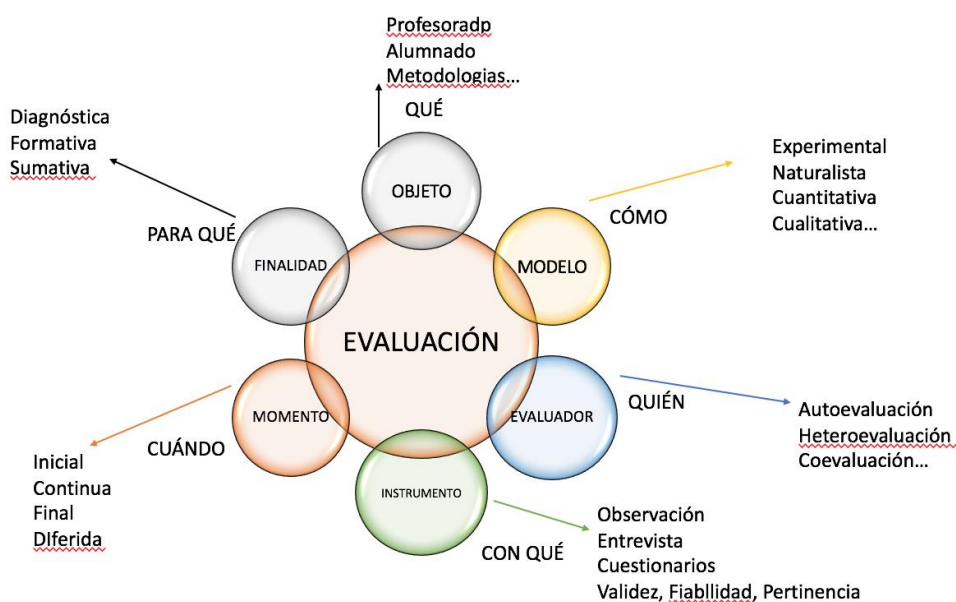 Profesoradp
Alumnado
Metodologias...
QUÉ
OBJETO
Diagnóstica
Formativa
Sumativa
PARA QUÉ
FINALIDAD
Experimental
Naturalista
Cuantitativa
Cualitativa...
CÓMO
MODELO
EVALUACIÓN
MOMENTO
CUÁNDO
Inicial
Continua
Final
DIferida
EVALUADOR
QUIÉN
Autoevaluación
Heteroevaluación
Coevaluación...
INSTRUMENTO
CON QUÉ
Observación
Entrevista
Cuestionarios
Validez, Fiabllidad, Pertinencia